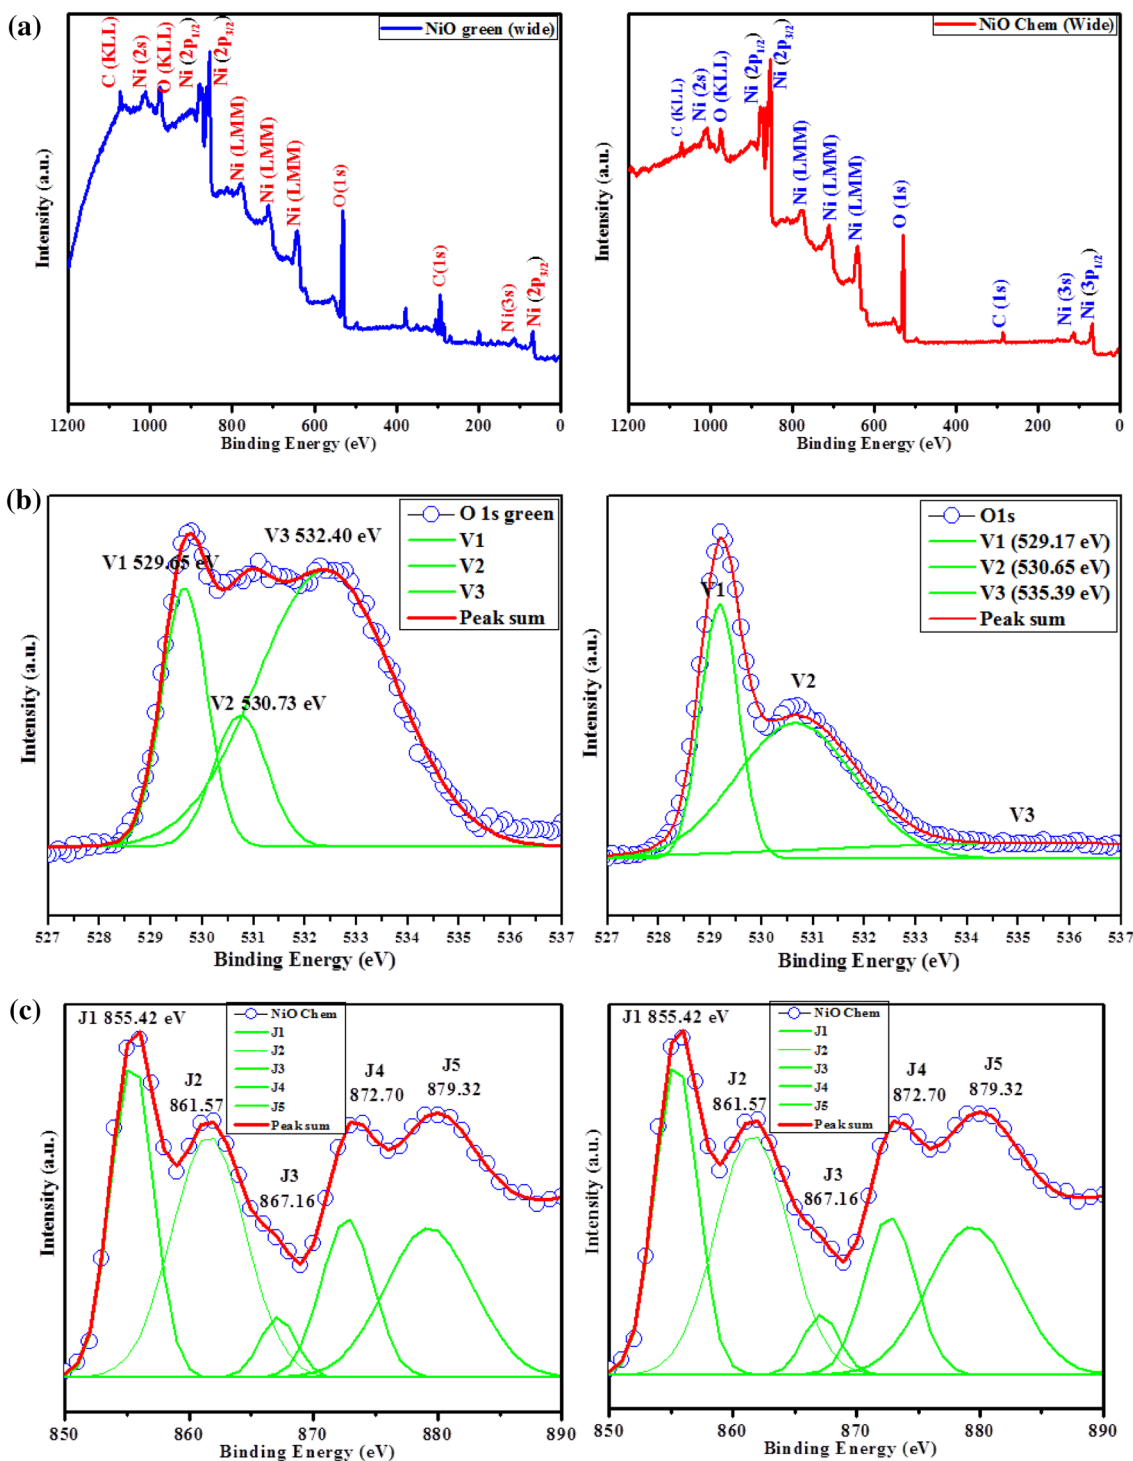 (a)
NiO green (wide)
C (KLL)
Ni (2s)
O (KLL)
Ni (2p1/2)
Ni (2p3/2)
Ni (LMM)
Ni (LMM)
Ni (LMM)
O(1s)
C(1s)
Ni(3s)
Ni (2p3/2)
Intensity (a.u.)
1200 1000 800 600 400 200 0
Binding Energy (eV)
NiO Chem (Wide)
C (KLL)
Ni (2s)
O (KLL)
Ni (2p1/2)
Ni (2p3/2)
Ni (LMM)
Ni (LMM)
Ni (LMM)
O (1s)
C (1s)
Ni (3s)
Ni (3p1/2)
Intensity (a.u.)
1200 1000 800 600 400 200 0
Binding Energy (eV)
(b)
O 1s green
V1
V2
V3
Peak sum
V3 532.40 eV
V1 529.65 eV
V2 530.73 eV
Intensity (a.u.)
527 528 529 530 531 532 533 534 535 536 537
Binding Energy (eV)
O1s
V1 (529.17 eV)
V2 (530.65 eV)
V3 (535.39 eV)
Peak sum
V1
V2
V3
Intensity (a.u.)
527 528 529 530 531 532 533 534 535 536 537
Binding Energy (eV)
(c)
J1 855.42 eV
NiO Chem
J1
J2
J3
J4
J5
Peak sum
J2
861.57
J3
867.16
J4
872.70
J5
879.32
Intensity (a.u.)
850 860 870 880 890
Binding Energy (eV)
J1 855.42 eV
NiO Chem
J1
J2
J3
J4
J5
Peak sum
J2
861.57
J3
867.16
J4
872.70
J5
879.32
Intensity (a.u.)
850 860 870 880 890
Binding Energy (eV)